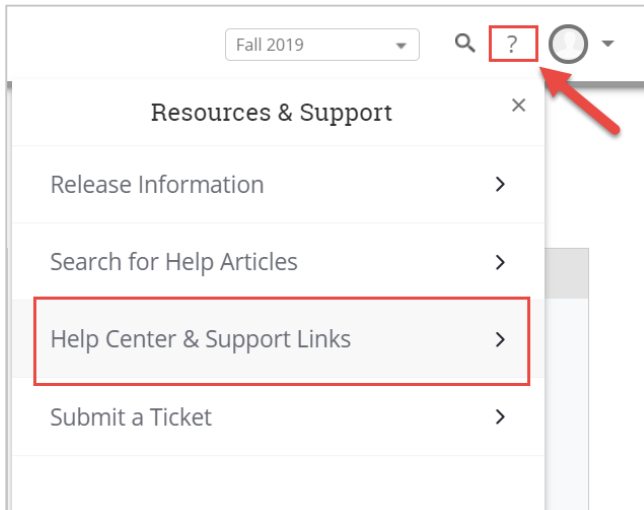 Fall 2019
?
Resources & Support
×
Release Information
Search for Help Articles
Help Center & Support Links
Submit a Ticket